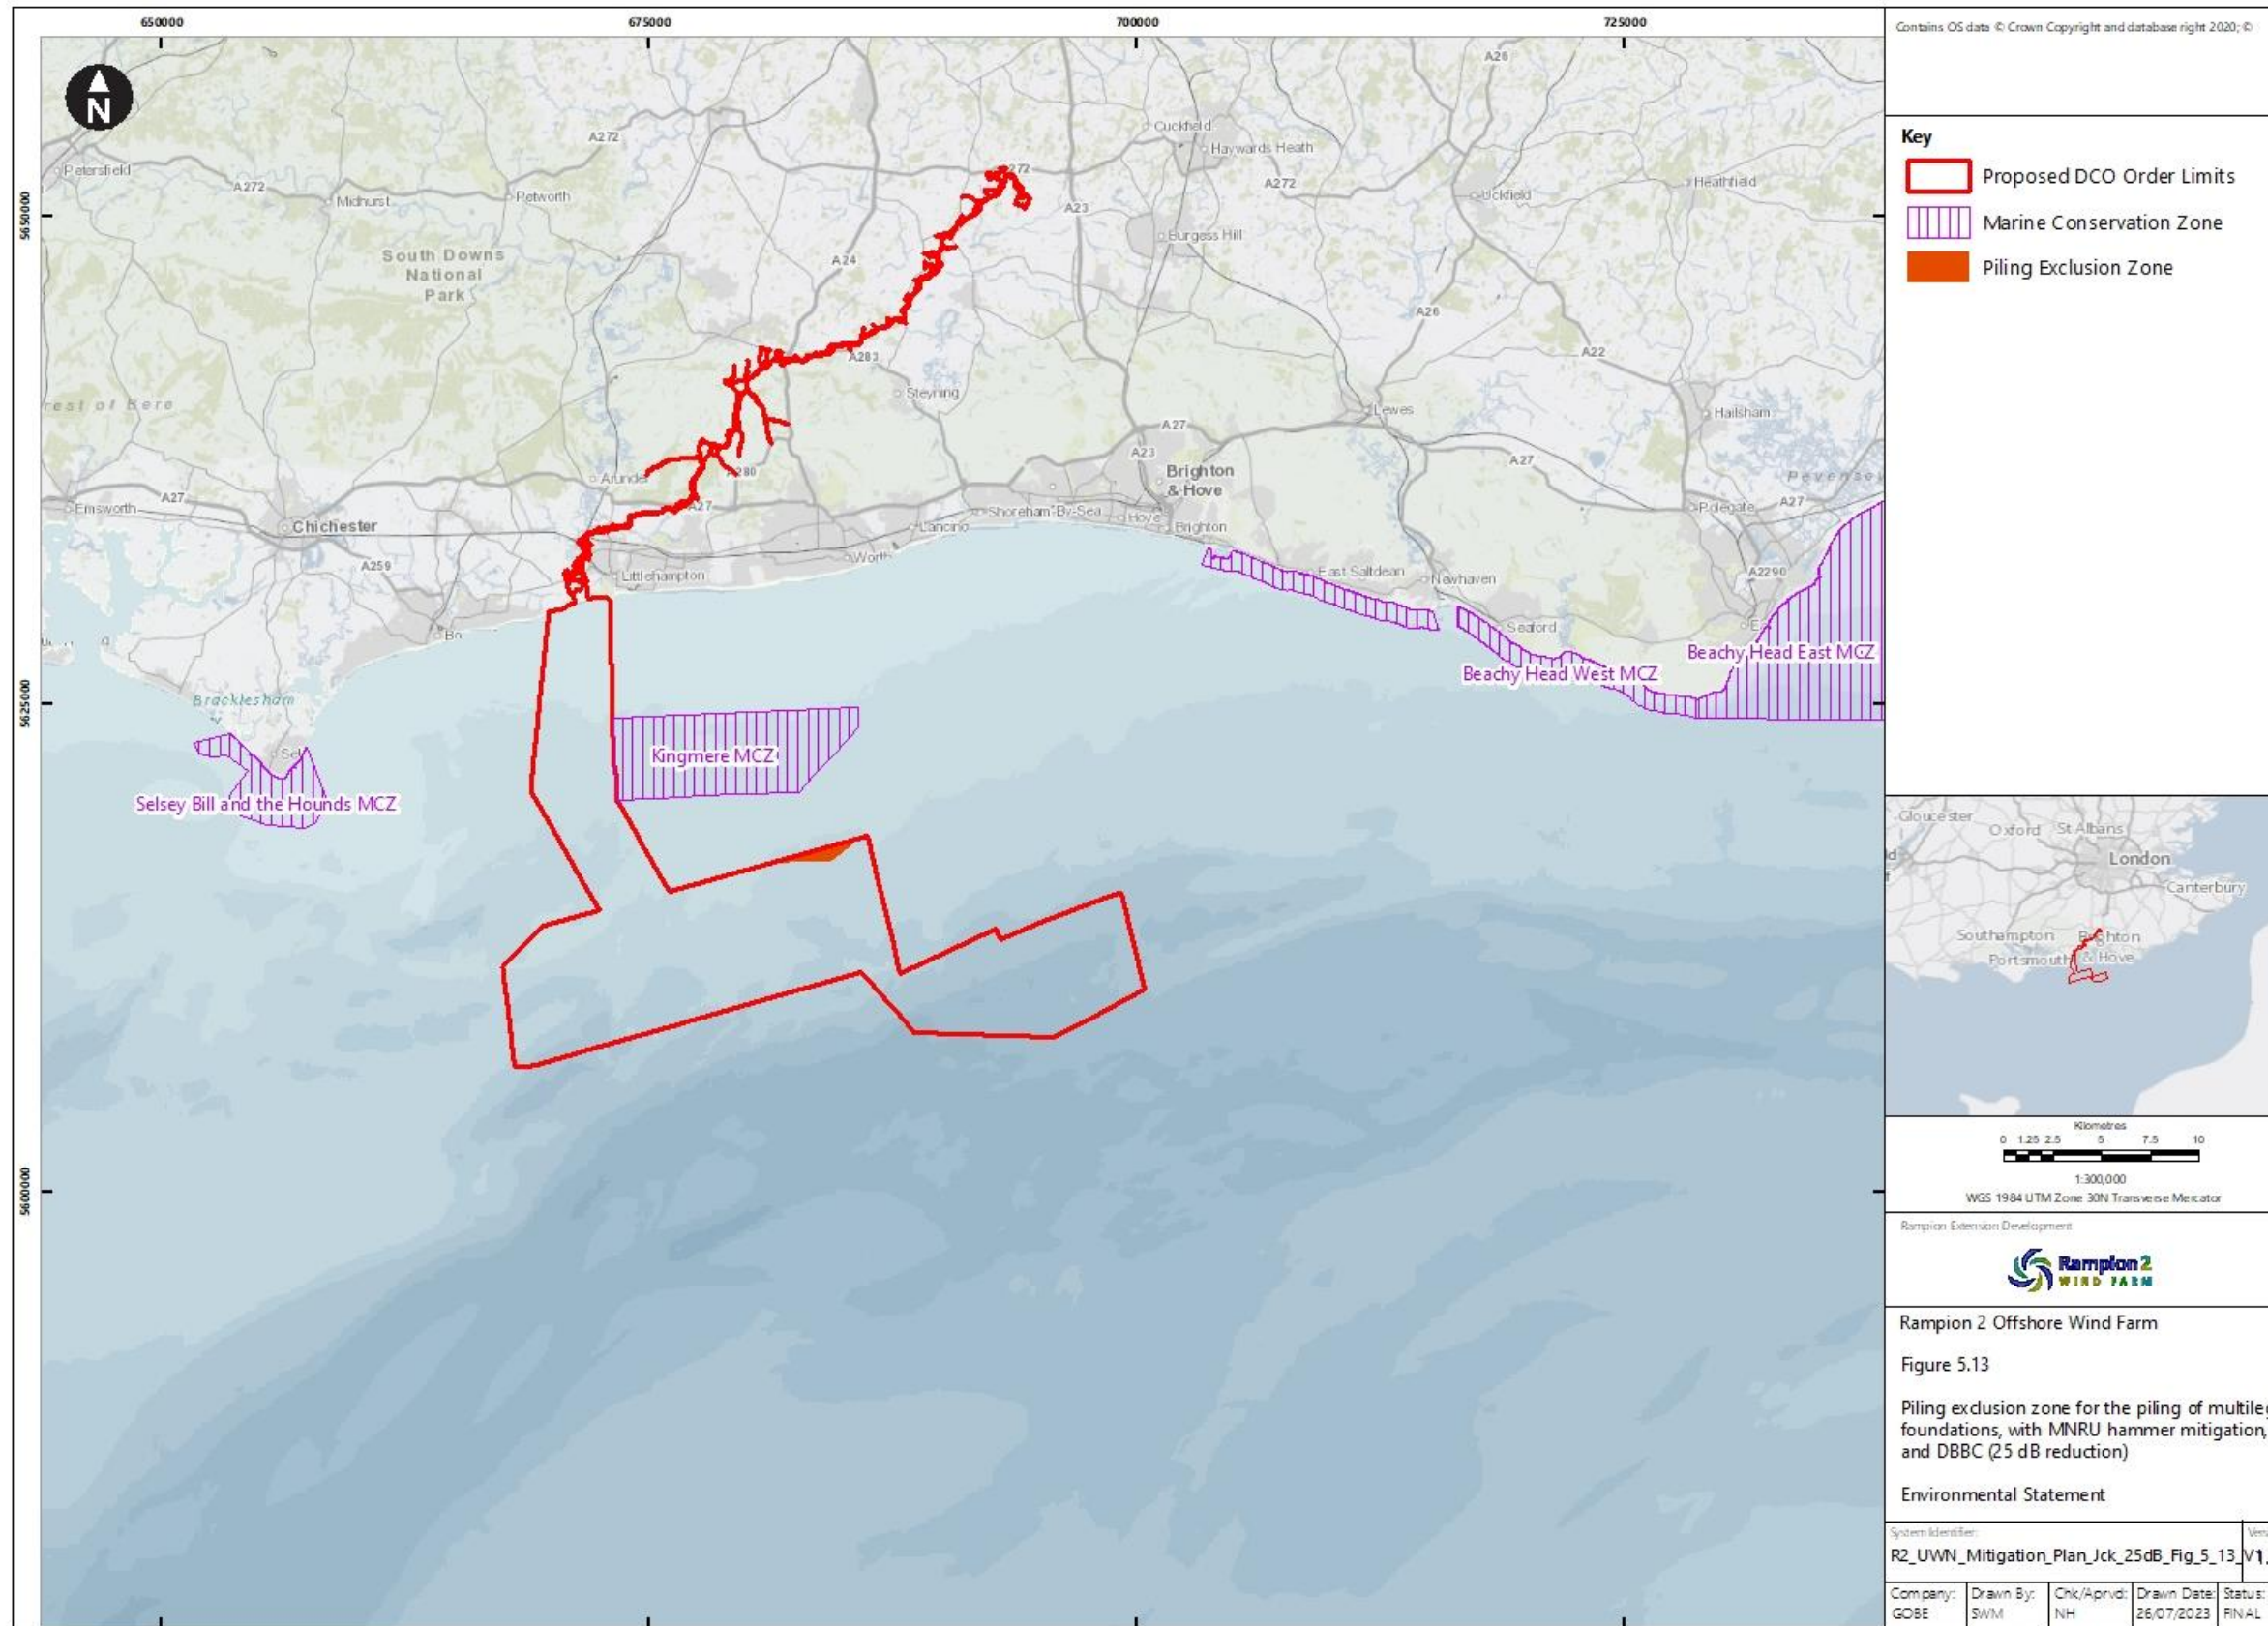 650000
675000
700000
725000
5650000
5625000
5600000
N
Petersfield
A272
Midhurst
Petworth
A272
Cuckfield
Haywards Heath
A272
272
A26
Uckfield
Heathfield
A23
Burgess Hill
South Downs
National
Park
A24
A283
Steyning
A26
A22
Lewes
Hailsham
rest of Bere
A27
A23
Brighton
& Hove
A27
Arundel
A280
A27
Emsworth
A27
Chichester
A259
Littlehampton
Worth
Lancing
Shoreham-By-Sea
Hove
Brighton
Polegate
A27
A2290
East Saltdean
Newhaven
Seaford
Bo
Bracklesham
Sel
Selsey Bill and the Hounds MCZ
Kingmere MCZ
Beachy Head West MCZ
Beachy Head East MCZ
Contains OS data © Crown Copyright and database right 2020; ©
Key
Proposed DCO Order Limits
Marine Conservation Zone
Piling Exclusion Zone
Gloucester
Oxford
St Albans
London
Canterbury
Southampton
Portsmouth
Brighton
& Hove
Kilometres
0 1.25 2.5 5 7.5 10
1:300,000
WGS 1984 UTM Zone 30N Transverse Mercator
Rampion Extension Development
Rampion 2
WIND FARM
Rampion 2 Offshore Wind Farm
Figure 5.13
Piling exclusion zone for the piling of multileg
foundations, with MNRU hammer mitigation,
and DBBC (25 dB reduction)
Environmental Statement
System Identifier:
R2_UWN_Mitigation_Plan_Jck_25dB_Fig_5_13_V1
Company:
GOBE
Drawn By:
SWM
Chk/Aprvd:
NH
Drawn Date:
26/07/2023
Status:
FINAL